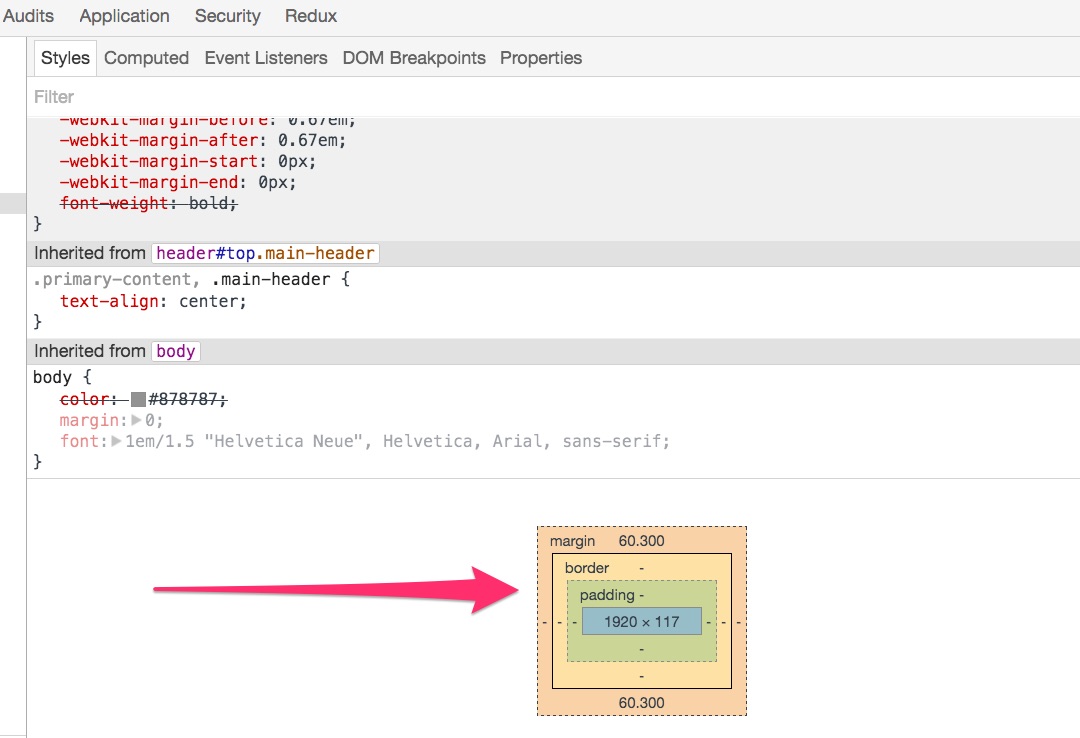 Audits Application Security Redux
Styles Computed Event Listeners DOM Breakpoints Properties
Filter
-webkit-margin-before: 0.67em;
-webkit-margin-after: 0.67em;
-webkit-margin-start: 0px;
-webkit-margin-end: 0px;
font-weight: bold;
}
Inherited from header#top.main-header
.primary-content, .main-header {
text-align: center;
}
Inherited from body
body {
color: #878787;
margin: 0;
font: 1em/1.5 "Helvetica Neue", Helvetica, Arial, sans-serif;
}
margin 60.300
border -
padding -
- - - 1920 × 117 - - -
-
-
60.300